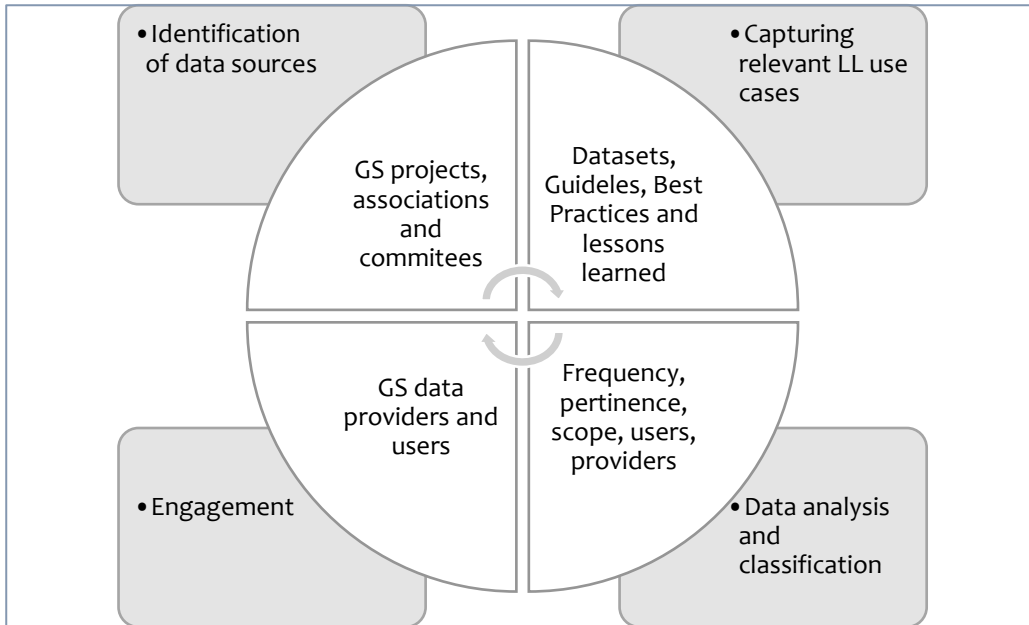 •Identification
of data sources
•Capturing
relevant LL use
cases
GS projects,
associations
and
commitees
Datasets,
Guideles, Best
Practices and
lessons
learned
GS data
providers and
users
Frequency,
pertinence,
scope, users,
providers
•Engagement
•Data analysis
and
classification